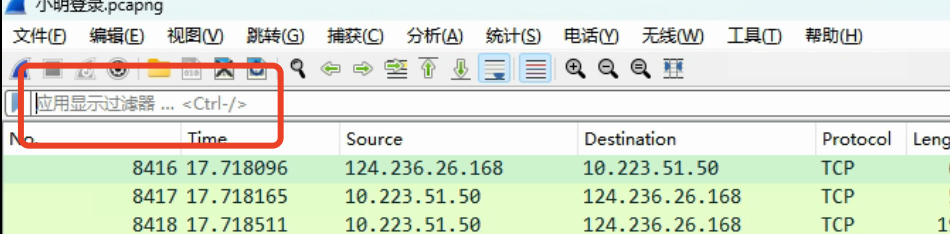 小明登录.pcapng
文件(F) 编辑(E) 视图(V) 跳转(G) 捕获(C) 分析(A) 统计(S) 电话(Y) 无线(W) 工具(T) 帮助(H)
应用显示过滤器 … <Ctrl-/>
No. Time Source Destination Protocol Leng
8416 17.718096 124.236.26.168 10.223.51.50 TCP
8417 17.718165 10.223.51.50 124.236.26.168 TCP
8418 17.718511 10.223.51.50 124.236.26.168 TCP